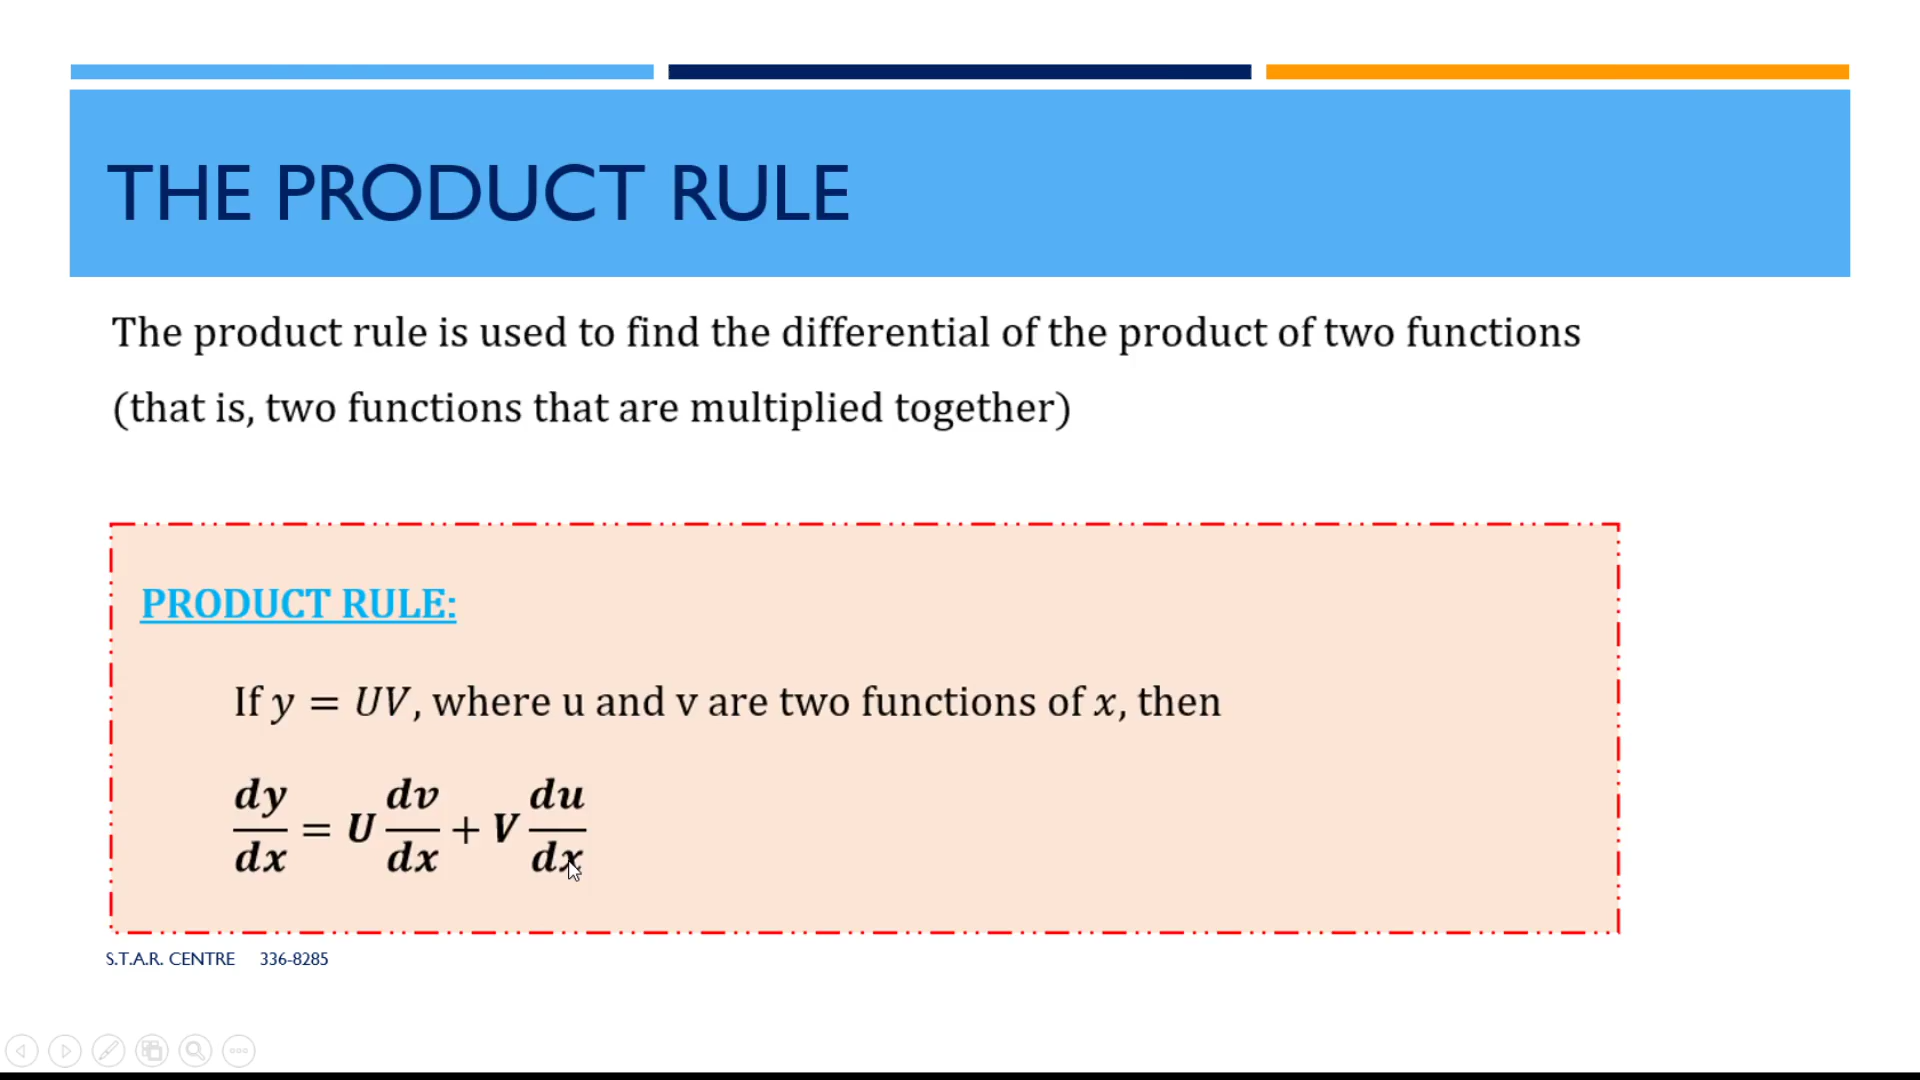 THE PRODUCT RULE
The product rule is used to find the differential of the product of two functions
(that is, two functions that are multiplied together)
PRODUCT RULE:
If y = UV, where u and v are two functions of x, then
dy/dx = U dv/dx + V du/dx
S.T.A.R. CENTRE 336-8285